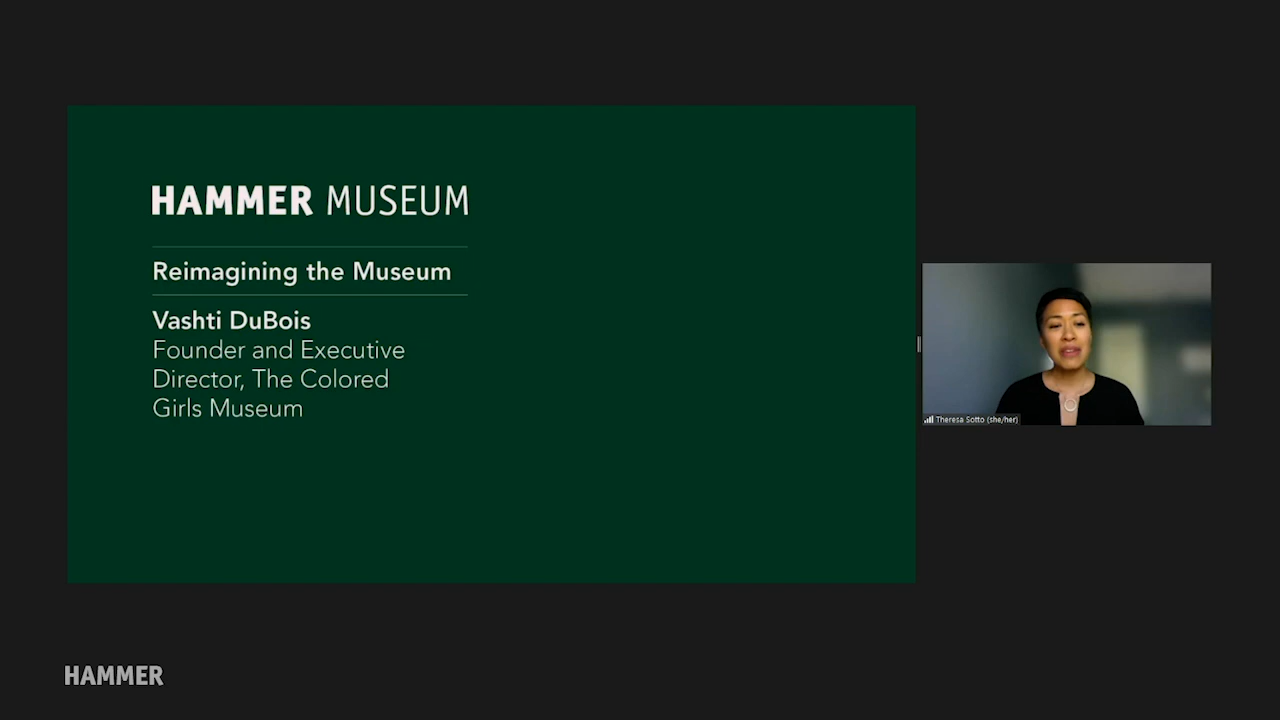 HAMMER MUSEUM
Reimagining the Museum
Vashti DuBois
Founder and Executive
Director, The Colored
Girls Museum
Theresa Sotto (she/her)
HAMMER